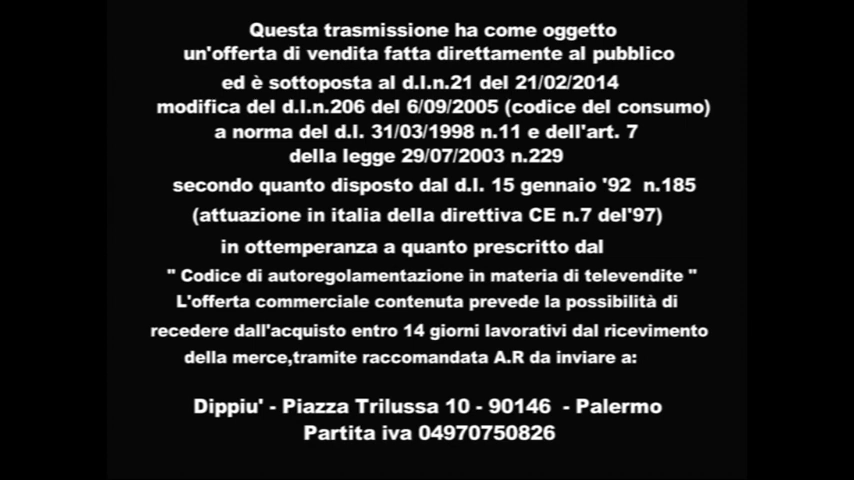 Questa trasmissione ha come oggetto
un'offerta di vendita fatta direttamente al pubblico
ed è sottoposta al d.l.n.21 del 21/02/2014
modifica del d.l.n.206 del 6/09/2005 (codice del consumo)
a norma del d.l. 31/03/1998 n.11 e dell'art. 7
della legge 29/07/2003 n.229
secondo quanto disposto dal d.l. 15 gennaio '92 n.185
(attuazione in italia della direttiva CE n.7 del'97)
in ottemperanza a quanto prescritto dal
" Codice di autoregolamentazione in materia di televendite "
L'offerta commerciale contenuta prevede la possibilità di
recedere dall'acquisto entro 14 giorni lavorativi dal ricevimento
della merce,tramite raccomandata A.R da inviare a:
Dippiu' - Piazza Trilussa 10 - 90146 - Palermo
Partita iva 04970750826